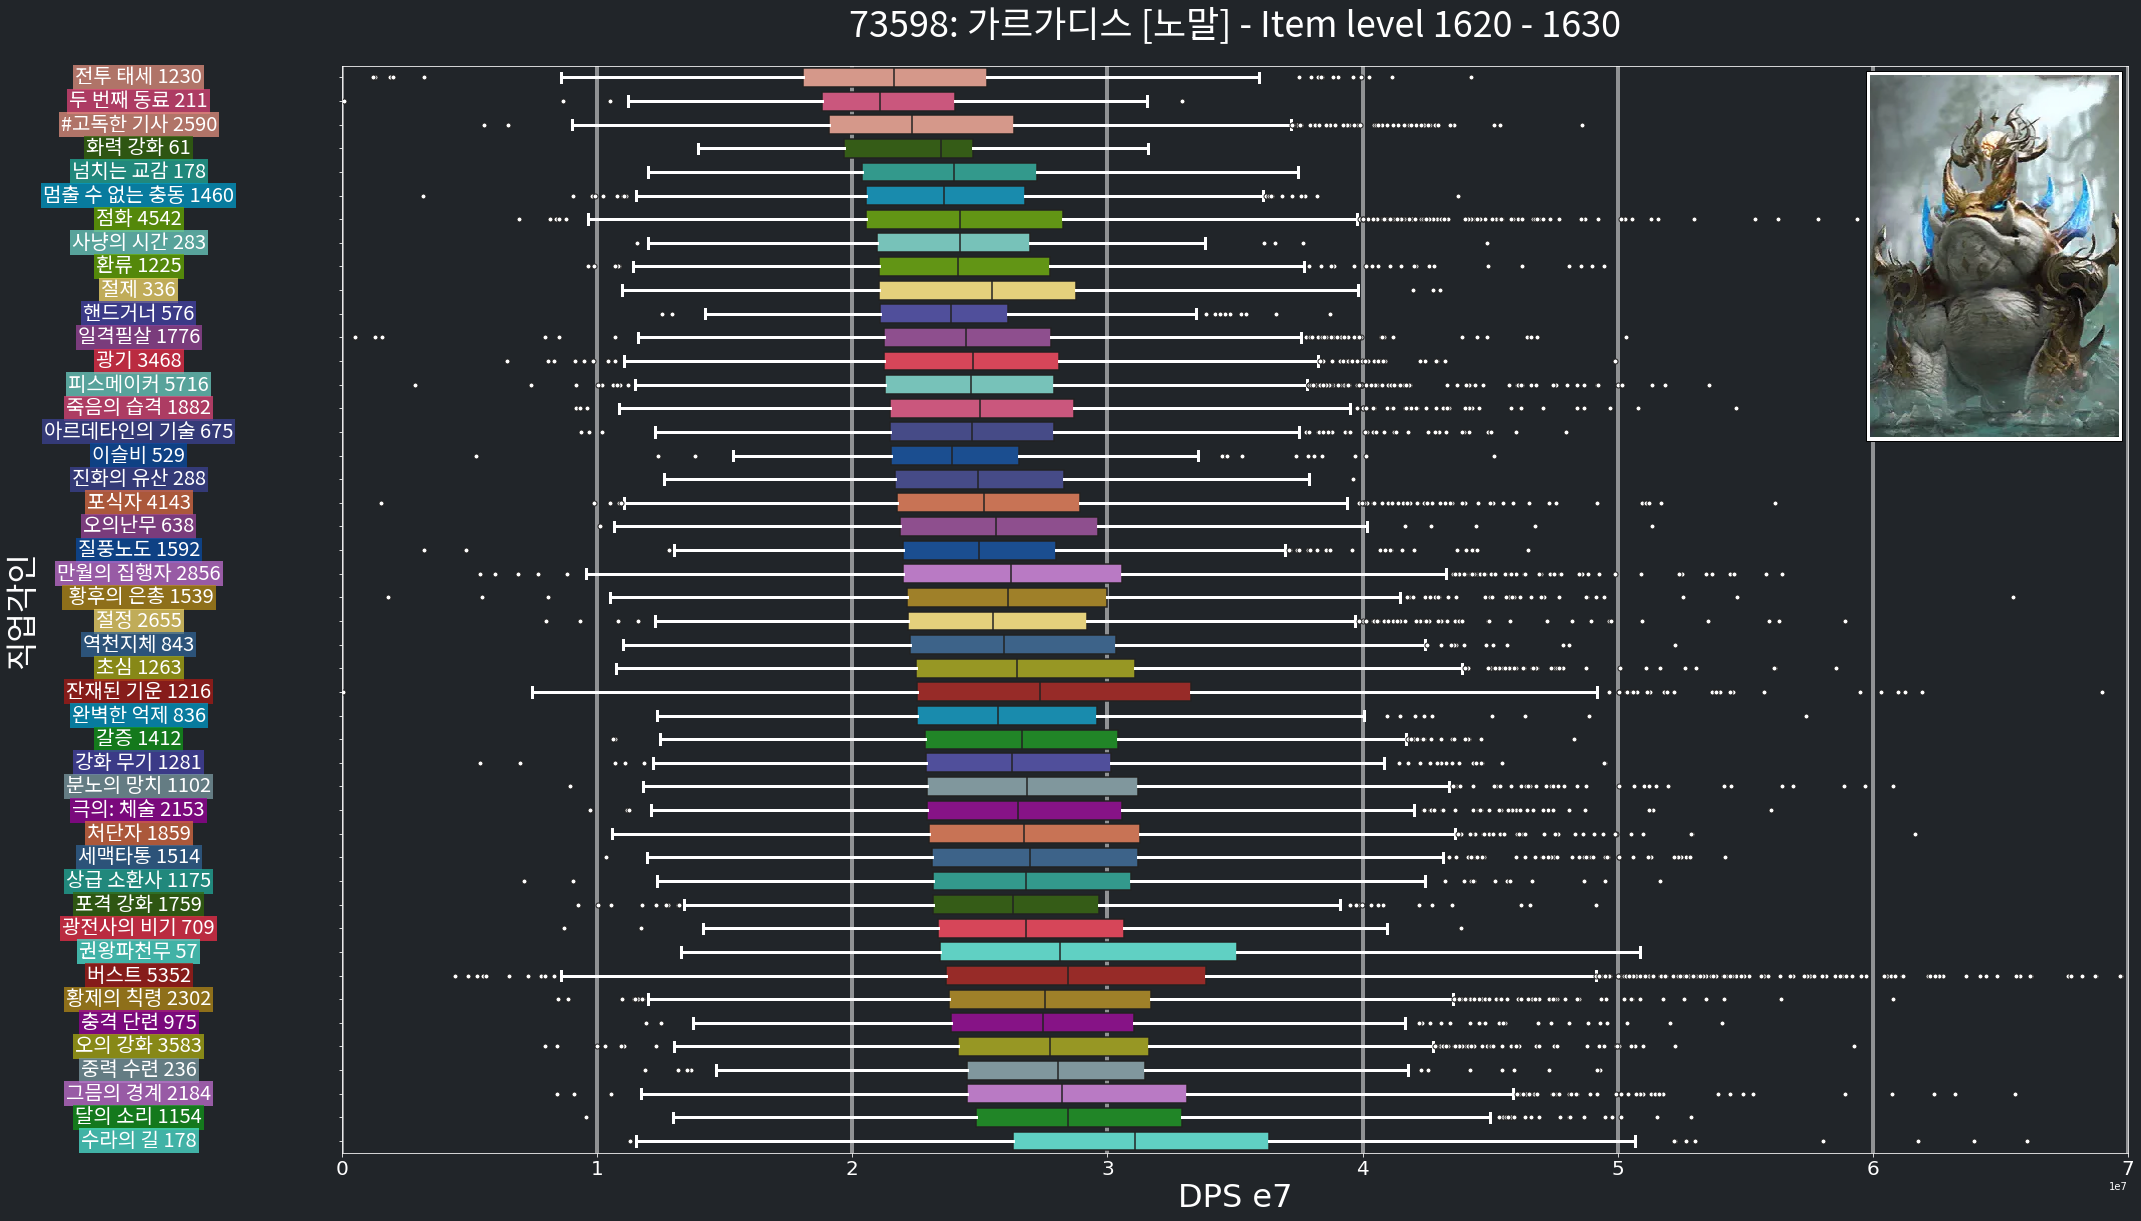 73598: 가르가디스 [노말] - Item level 1620 - 1630
전투 태세 1230
두 번째 동료 211
#고독한 기사 2590
화력 강화 61
넘치는 교감 178
멈출 수 없는 충동 1460
점화 4542
사냥의 시간 283
환류 1225
절제 336
핸드거너 576
일격필살 1776
광기 3468
피스메이커 5716
죽음의 습격 1882
아르데타인의 기술 675
이슬비 529
진화의 유산 288
포식자 4143
오의난무 638
질풍노도 1592
만월의 집행자 2856
황후의 은총 1539
절정 2655
역천지체 843
초심 1263
잔재된 기운 1216
완벽한 억제 836
갈증 1412
강화 무기 1281
분노의 망치 1102
극의: 체술 2153
처단자 1859
세맥타통 1514
상급 소환사 1175
포격 강화 1759
광전사의 비기 709
권왕파천무 57
버스트 5352
황제의 칙령 2302
충격 단련 975
오의 강화 3583
중력 수련 236
그믐의 경계 2184
달의 소리 1154
수라의 길 178
직업각인
0 1 2 3 4 5 6 7
DPS e7
1e7